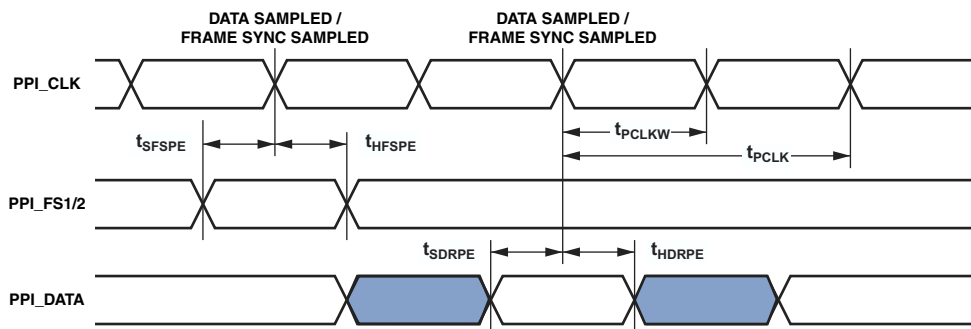 DATA SAMPLED /
FRAME SYNC SAMPLED
DATA SAMPLED /
FRAME SYNC SAMPLED
PPI_CLK
tPCLKW
tSFSPE
tHFSPE
tPCLK
PPI_FS1/2
tSDRPE
tHDRPE
PPI_DATA